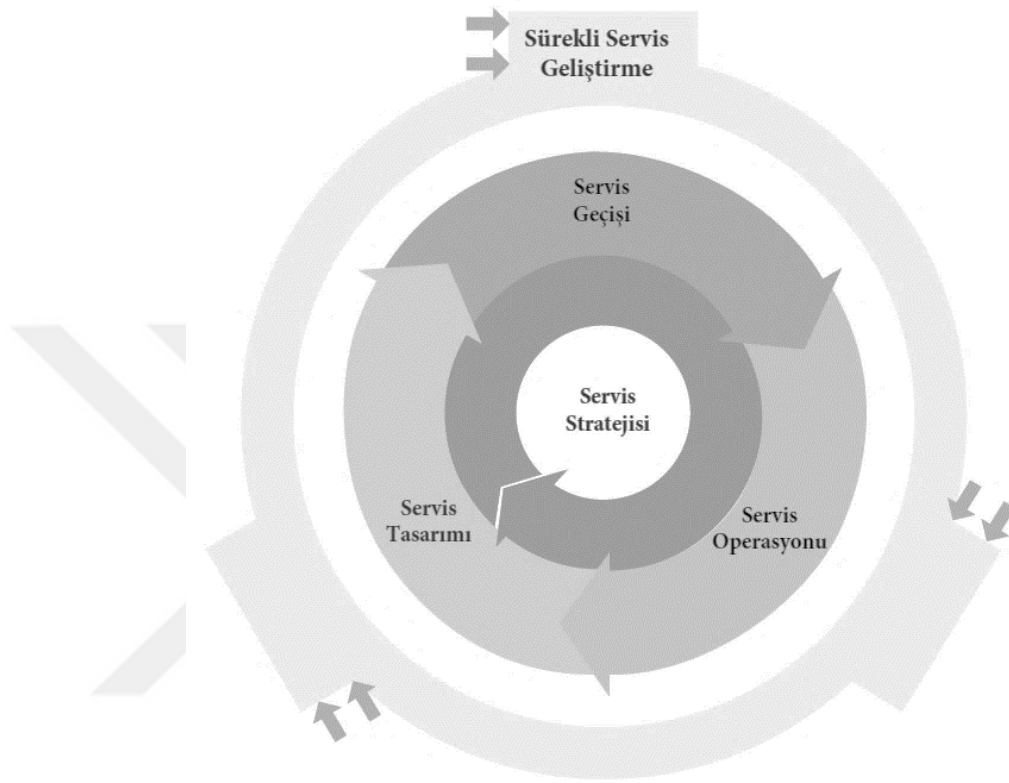 Sürekli Servis
Geliştirme
Servis
Geçişi
Servis
Stratejisi
Servis
Tasarımı
Servis
Operasyonu